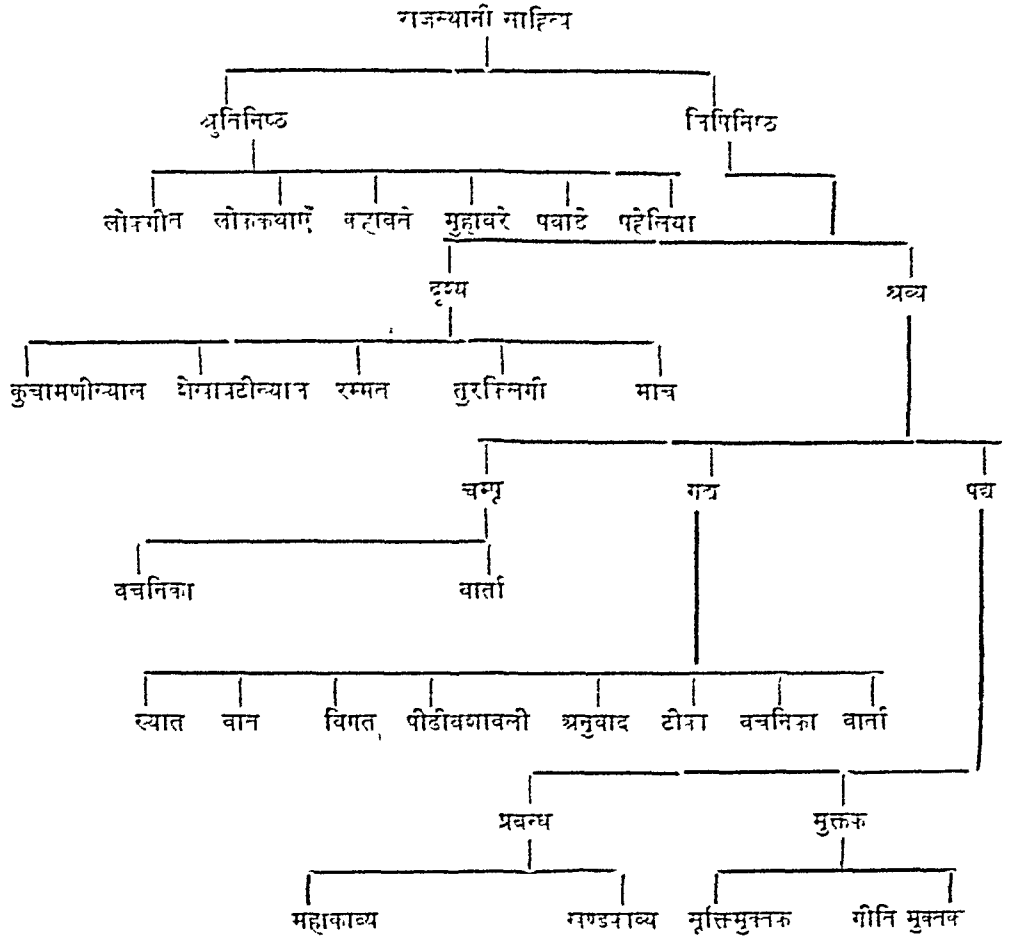 राजस्थानी साहित्य
श्रुतिनिष्ठ लिपिनिष्ठ
लोकगीत लोककथाएँ कहावते मुहावरे पवाडे पहेलिया
दृश्य श्रव्य
कुचामणीख्याल शेखावटीख्याल रम्मत तुर्राकिलंगी माच
चम्पू गद्य पद्य
वचनिका वार्ता
ख्यात वात विगत पीढीवशावली अनुवाद टीका वचनिका वार्ता
प्रबन्ध मुक्तक
महाकाव्य खण्डकाव्य सूक्तिमुक्तक गीति मुक्तक